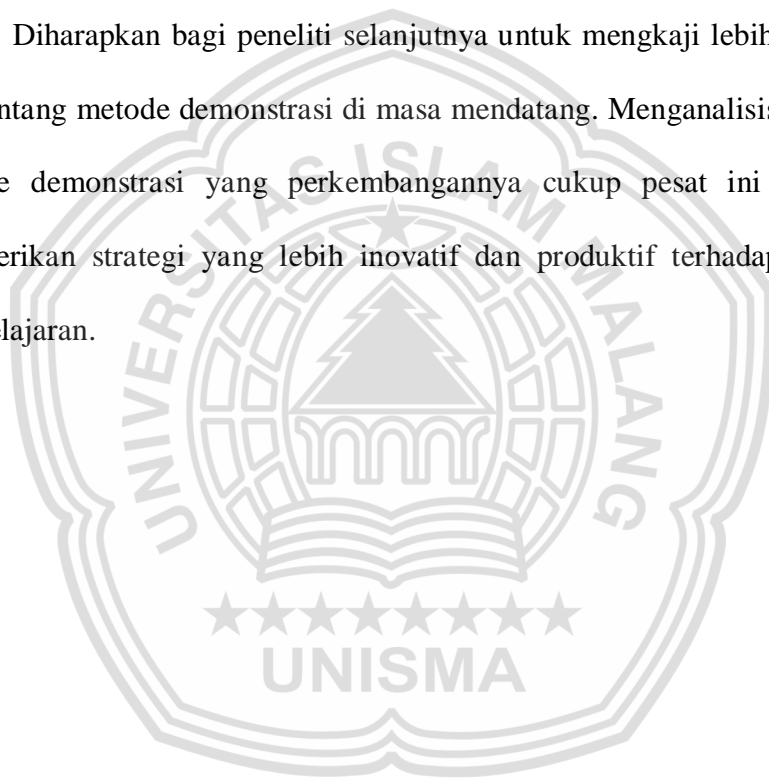 Diharapkan bagi peneliti selanjutnya untuk mengkaji lebih
ntang metode demonstrasi di masa mendatang. Menganalisis
e demonstrasi yang perkembangannya cukup pesat ini
erikan strategi yang lebih inovatif dan produktif terhadap
elajaran.
UNIVERSITAS ISLAM MALANG
UNISMA